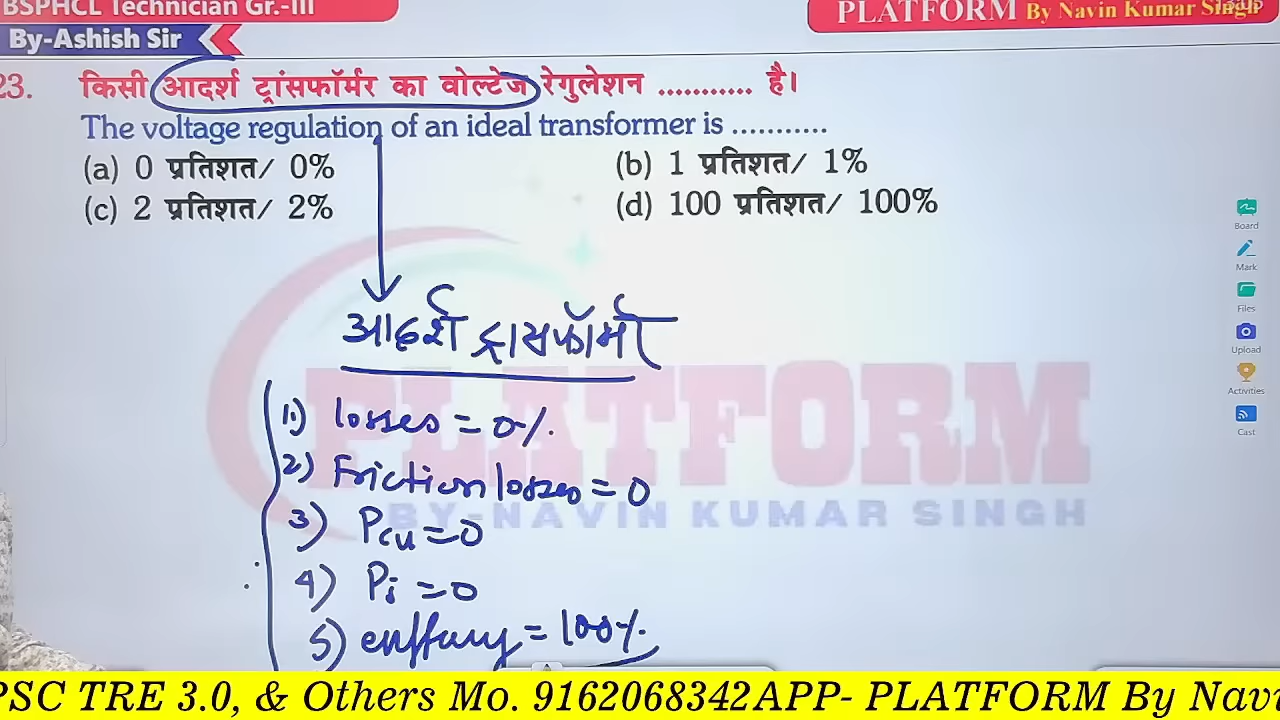 BSPHCL Technician Gr.-III
PLATFORM By Navin Kumar Singh
By-Ashish Sir
23. किसी आदर्श ट्रांसफॉर्मर का वोल्टेज रेगुलेशन ........... है।
The voltage regulation of an ideal transformer is ...........
(a) 0 प्रतिशत/ 0%
(b) 1 प्रतिशत/ 1%
(c) 2 प्रतिशत/ 2%
(d) 100 प्रतिशत/ 100%
Board
Mark
Files
Upload
Activities
Cast
आदर्श ट्रासफॉर्मर
1) losses = 0%.
2) Friction losses = 0
3) Pcu = 0
4) Pi = 0
5) = 100%.
PLATFORM
BY-NAVIN KUMAR SINGH
PSC TRE 3.0, & Others Mo. 9162068342APP- PLATFORM By Nav